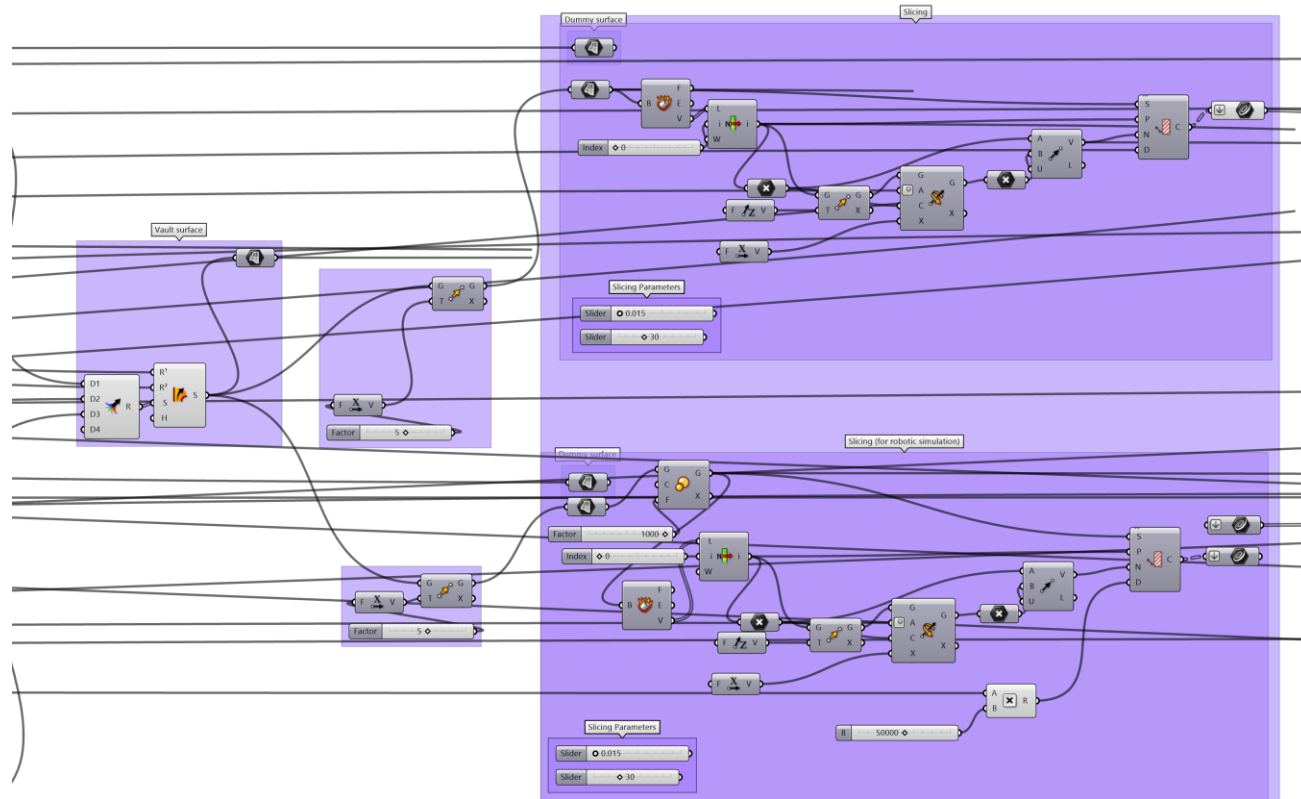 Slicing
Dummy surface
F
B E
V
L
i N i
W
Index 0
S
P
N
D
C
A
B
U
V
L
G
A
C
X
G
X
F Z V
G G
T X
F X V
Vault surface
G G
T X
Slicing Parameters
Slider 0.015
Slider 30
D1
D2
D3
D4
R
R¹
R²
S
H
S
F X V
Factor 5
Slicing (for robotic simulation)
Dummy surface
G
C
F
G
X
Factor 1000
Index 0
L
i N i
W
S
P
N
D
C
F
B E
V
A
B
U
V
L
G G
T X
F X V
Factor 5
G
A
C
X
G
X
F Z V
G G
T X
F X V
A
B
R
B 50000
Slicing Parameters
Slider 0.015
Slider 30